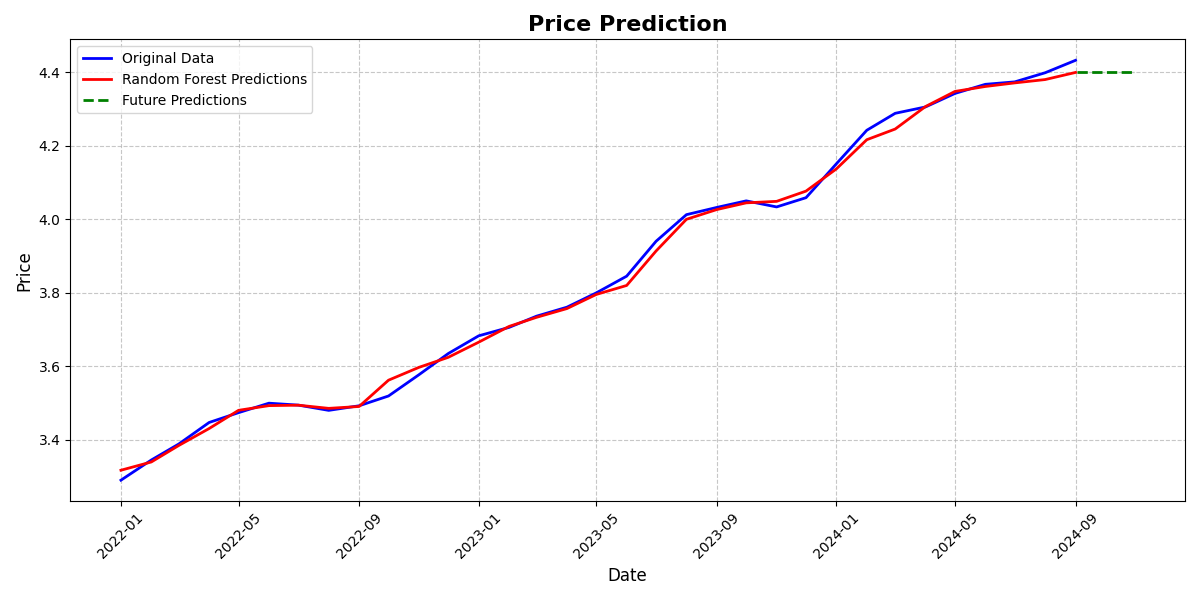 Price Prediction
Original Data
Random Forest Predictions
Future Predictions
Price
4.4
4.2
4.0
3.8
3.6
3.4
2022-01
2022-05
2022-09
2023-01
2023-05
2023-09
2024-01
2024-05
2024-09
Date